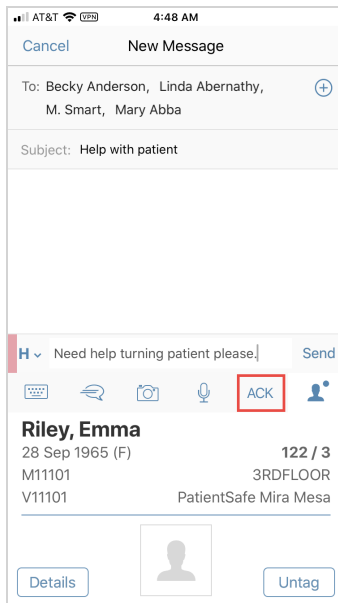 AT&T VPN 4:48 AM
Cancel New Message
To: Becky Anderson, Linda Abernathy,
M. Smart, Mary Abba
Subject: Help with patient
H Need help turning patient please. Send
ACK
Riley, Emma
28 Sep 1965 (F) 122 / 3
M11101 3RDFLOOR
V11101 PatientSafe Mira Mesa
Details Untag